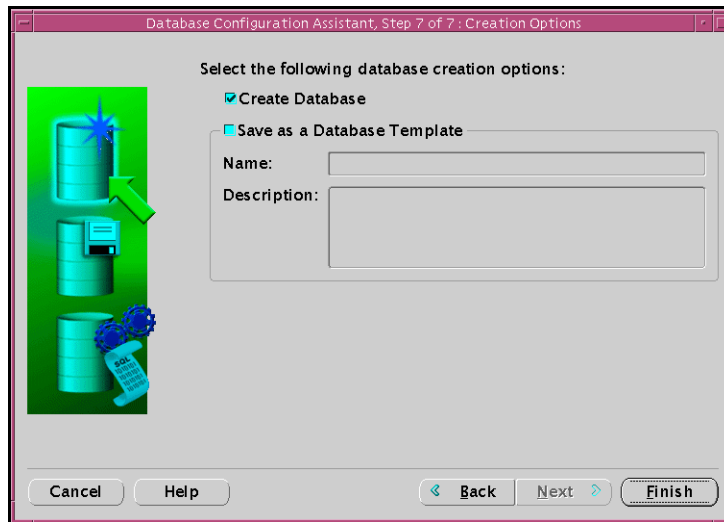 Database Configuration Assistant, Step 7 of 7 : Creation Options
Select the following database creation options:
Create Database
Save as a Database Template
Name:
Description:
SQL
Cancel
Help
Back
Next
Finish